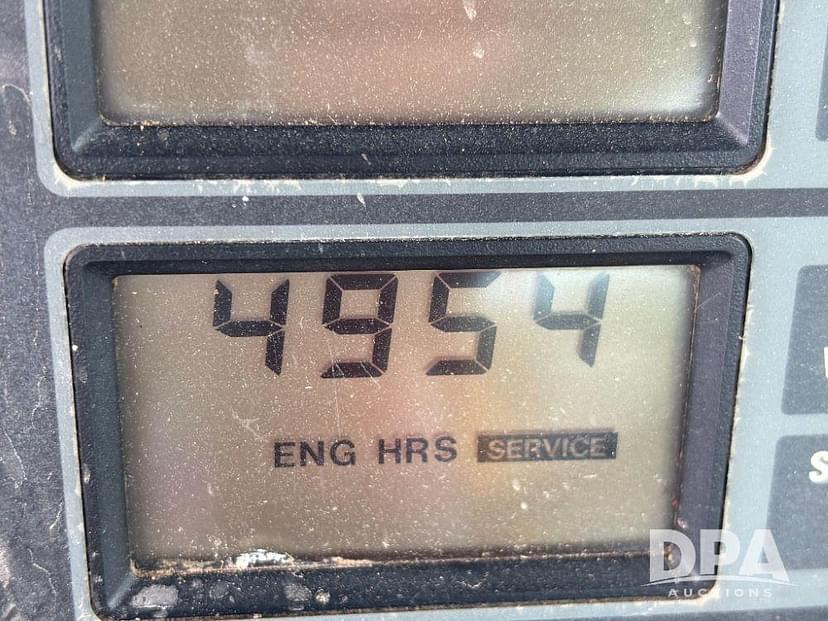 4954
ENG HRS SERVICE
S
DPA
AUCTIONS